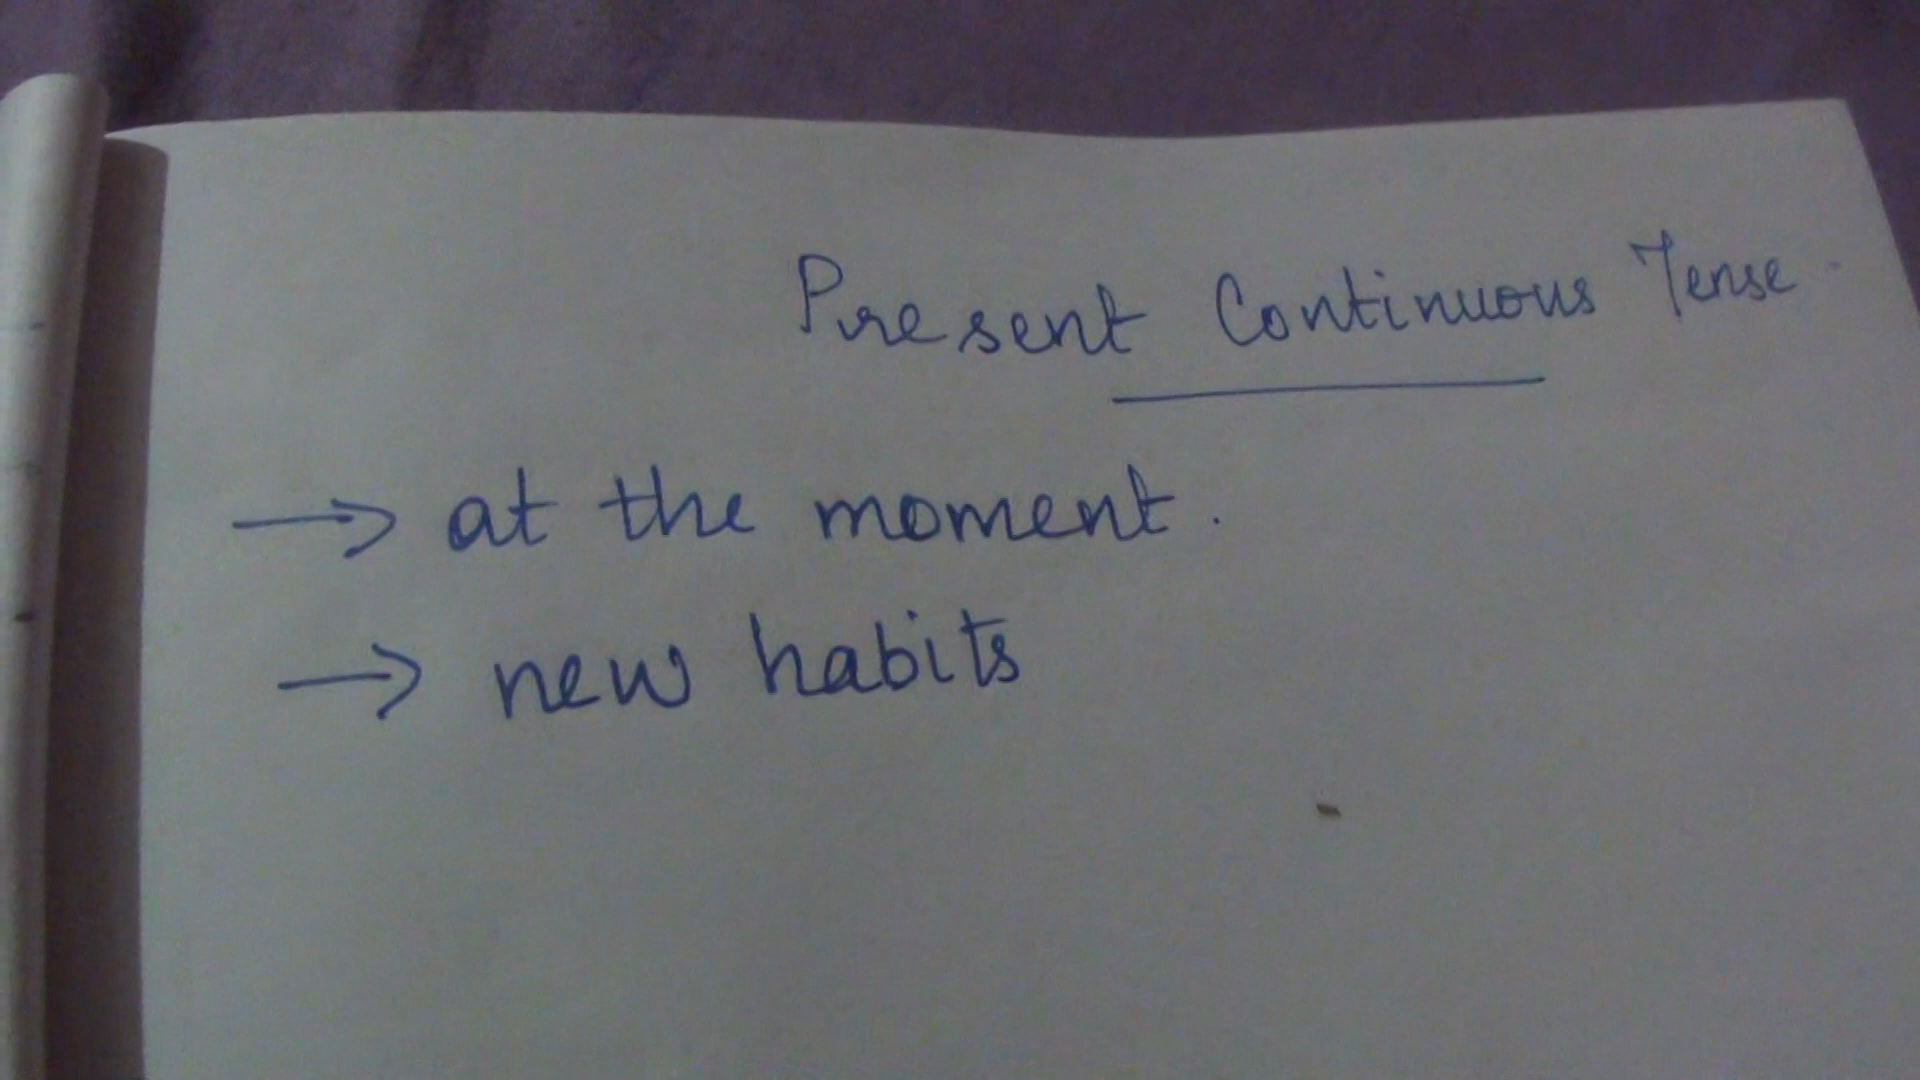 Present Continuous Tense.
→ at the moment.
→ new habits